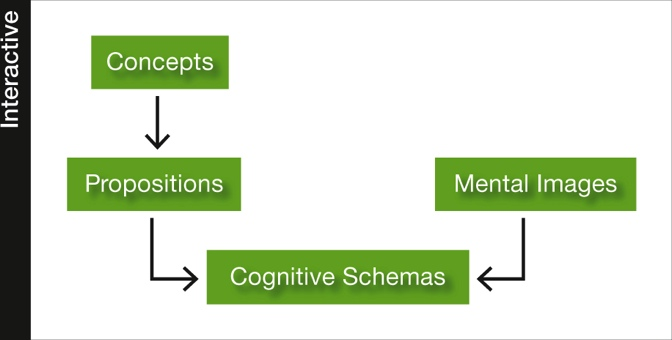 Interactive
Concepts
Propositions
Mental Images
Cognitive Schemas